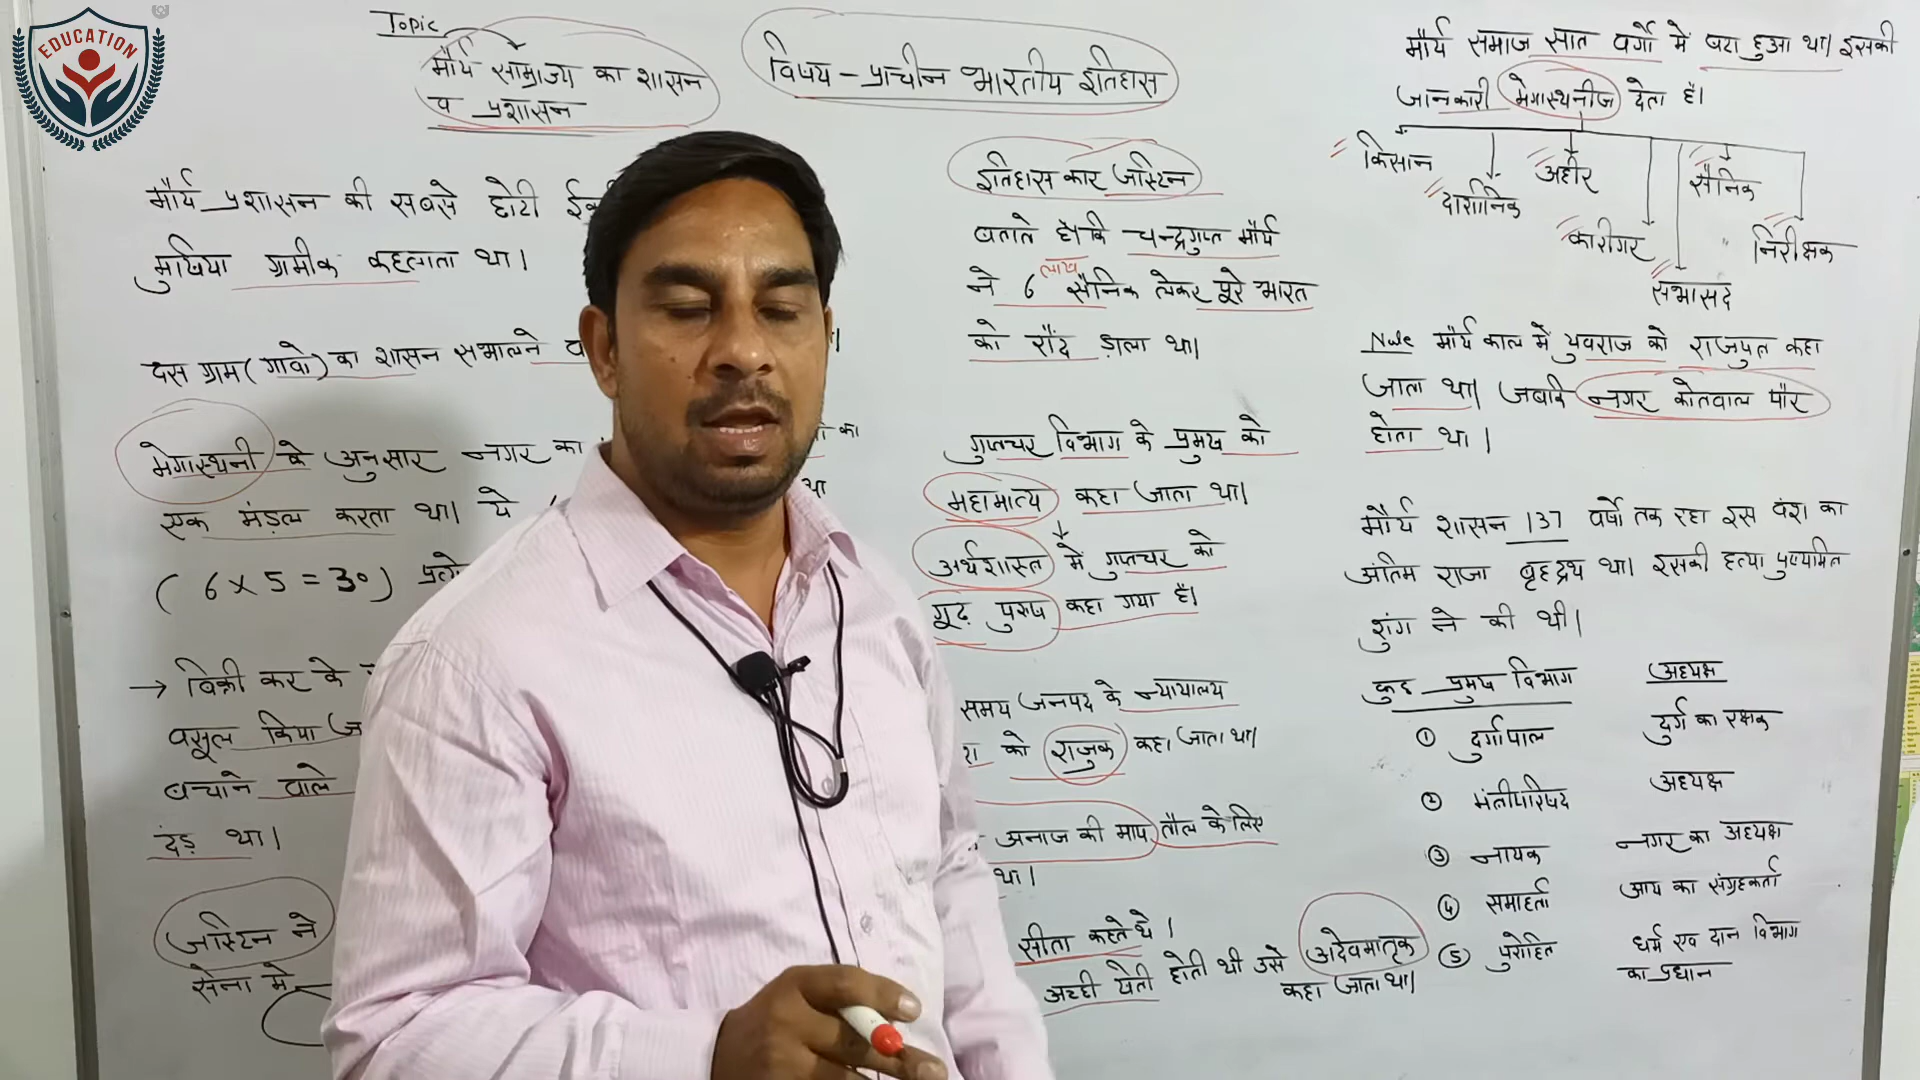 EDUCATION
Topic
मौर्य साम्राज्य का शासन
व प्रशासन
विषय - प्राचीन भारतीय इतिहास
मौर्य प्रशासन की सबसे छोटी
मुखिया ग्रामीक कहलाता था।
दस ग्राम (गावो) का शासन सभालने
मेगास्थनी के अनुसार नगर का
एक मंडल करता था। ये
( 6 x 5 = 30 )
→ बिक्री कर के
वसूल किया
बचाने वाले
दंड था।
जस्टिन ने
सेना मे
इतिहास कार जस्टिन
बताते है कि चन्द्रगुप्त मौर्य
ने 6 लाख सैनिक लेकर पूरे भारत
को रौंद डाला था।
गुप्तचर विभाग के प्रमुख को
महामात्य कहा जाता था।
अर्थशास्त्र में गुप्तचर को
गूढ़ पुरुष कहा गया है।
समय जनपद के न्यायालय
को राजुक कहा जाता था।
अनाज की माप तौल के लिए
था।
सीता कहते थे।
अच्छी खेती होती थी उसे अदेवमातृक
कहा जाता था।
मौर्य समाज सात वर्गो में बटा हुआ था। इसकी
जानकारी मेगास्थनीज देता है।
किसान
दार्शनिक
अहीर
कारीगर
सैनिक
सभासद
निरीक्षक
Note मौर्य काल में युवराज को राजपुत कहा
जाता था। जबकि नगर कोतवाल पौर
होता था।
मौर्य शासन 137 वर्षो तक रहा इस वंश का
अंतिम राजा बृहद्रथ था। इसकी हत्या पुष्यमित्र
शुंग ने की थी।
कुछ प्रमुख विभाग अध्यक्ष
① दुर्गापाल दुर्ग का रक्षक
② मंत्रीपरिषद अध्यक्ष
③ नायक नगर का अध्यक्ष
④ समाहर्ता आय का संग्रहकर्ता
⑤ पुरोहित धर्म एव दान विभाग
का प्रधान